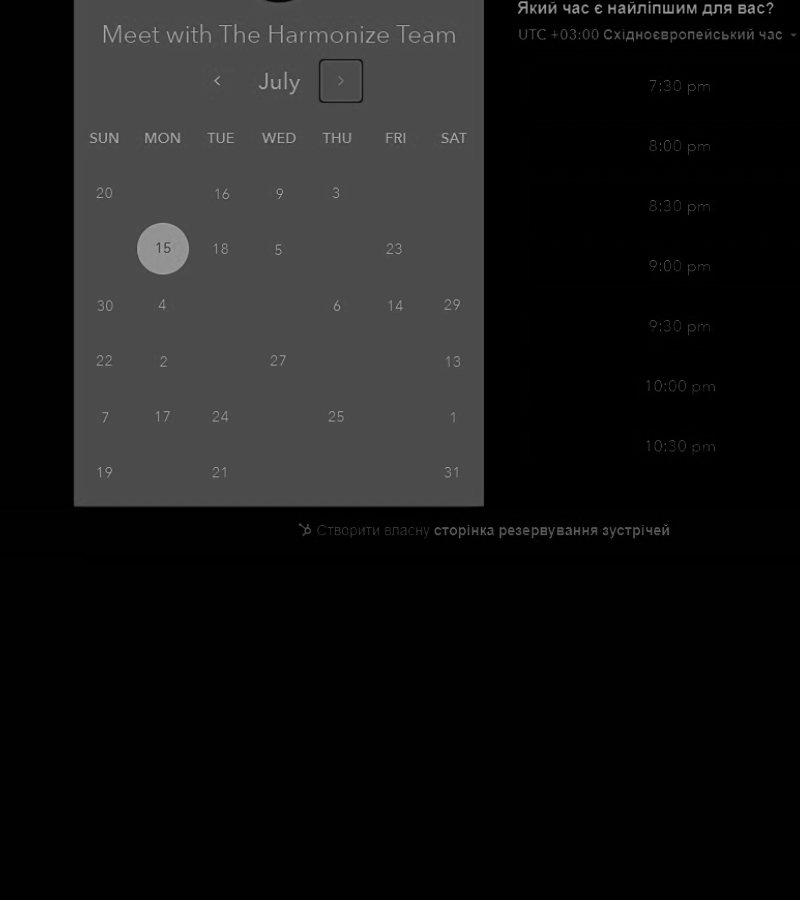 Meet with The Harmonize Team
July
SUN MON TUE WED THU FRI SAT
20 16 9 3
15 18 5 23
30 4 6 14 29
22 2 27 13
7 17 24 25 1
19 21 31
Який час є найліпшим для вас?
UTC +03:00 Східноєвропейський час
7:30 pm
8:00 pm
8:30 pm
9:00 pm
9:30 pm
10:00 pm
10:30 pm
Створити власну сторінка резервування зустрічей